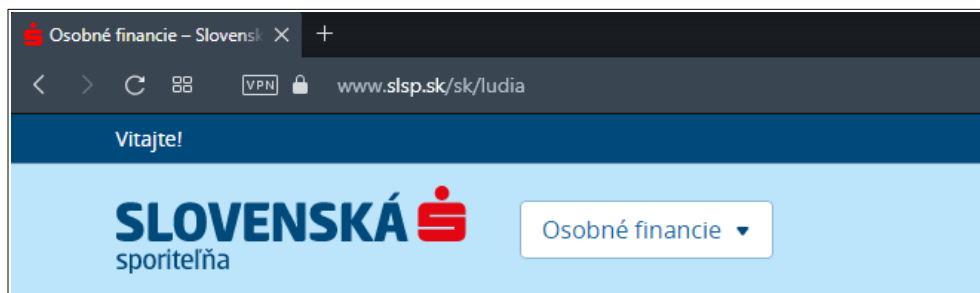 Osobné financie – Slovensk
VPN www.slsp.sk/sk/ludia
Vitajte!
SLOVENSKÁ
sporiteľňa
Osobné financie